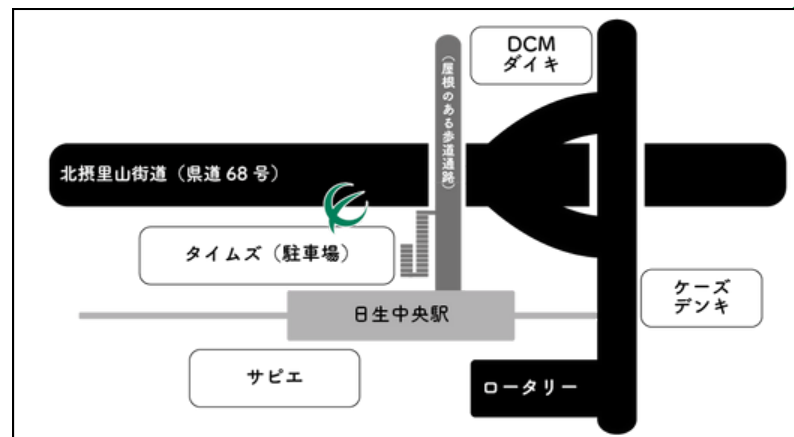 DCM
ダイキ
（屋根のある歩道通路）
北摂里山街道（県道 68 号）
タイムズ（駐車場）
ケーズ
デンキ
日生中央駅
サピエ
ロータリー